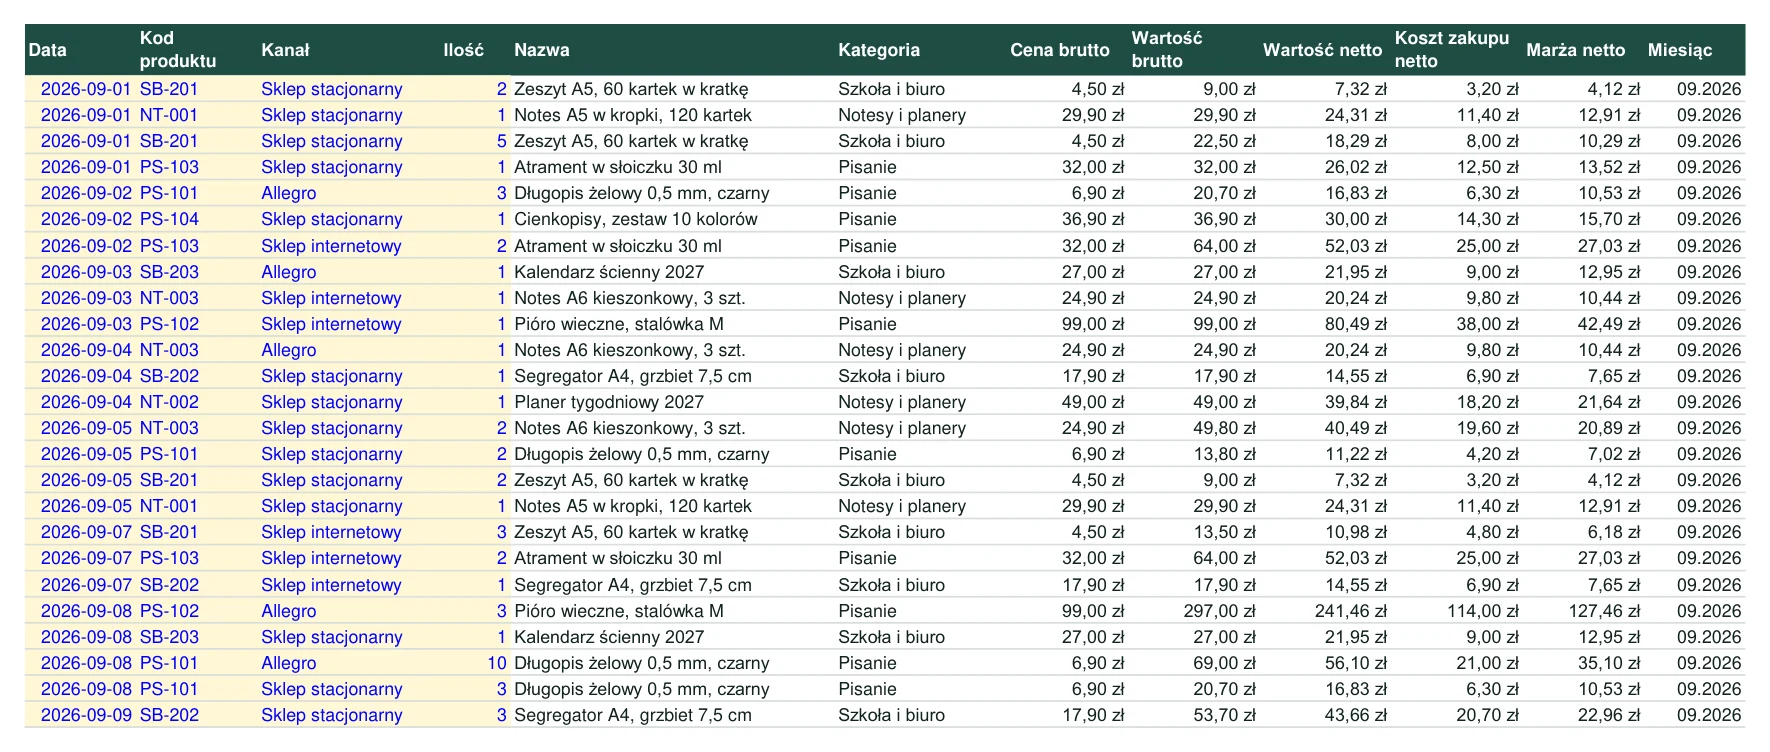 Data Kod produktu Kanał Ilość Nazwa Kategoria Cena brutto Wartość brutto Wartość netto Koszt zakupu netto Marża netto Miesiąc
2026-09-01 SB-201 Sklep stacjonarny 2 Zeszyt A5, 60 kartek w kratkę Szkoła i biuro 4,50 zł 9,00 zł 7,32 zł 3,20 zł 4,12 zł 09.2026
2026-09-01 NT-001 Sklep stacjonarny 1 Notes A5 w kropki, 120 kartek Notesy i planery 29,90 zł 29,90 zł 24,31 zł 11,40 zł 12,91 zł 09.2026
2026-09-01 SB-201 Sklep stacjonarny 5 Zeszyt A5, 60 kartek w kratkę Szkoła i biuro 4,50 zł 22,50 zł 18,29 zł 8,00 zł 10,29 zł 09.2026
2026-09-01 PS-103 Sklep stacjonarny 1 Atrament w słoiczku 30 ml Pisanie 32,00 zł 32,00 zł 26,02 zł 12,50 zł 13,52 zł 09.2026
2026-09-02 PS-101 Allegro 3 Długopis żelowy 0,5 mm, czarny Pisanie 6,90 zł 20,70 zł 16,83 zł 6,30 zł 10,53 zł 09.2026
2026-09-02 PS-104 Sklep stacjonarny 1 Cienkopisy, zestaw 10 kolorów Pisanie 36,90 zł 36,90 zł 30,00 zł 14,30 zł 15,70 zł 09.2026
2026-09-02 PS-103 Sklep internetowy 2 Atrament w słoiczku 30 ml Pisanie 32,00 zł 64,00 zł 52,03 zł 25,00 zł 27,03 zł 09.2026
2026-09-03 SB-203 Allegro 1 Kalendarz ścienny 2027 Szkoła i biuro 27,00 zł 27,00 zł 21,95 zł 9,00 zł 12,95 zł 09.2026
2026-09-03 NT-003 Sklep internetowy 1 Notes A6 kieszonkowy, 3 szt. Notesy i planery 24,90 zł 24,90 zł 20,24 zł 9,80 zł 10,44 zł 09.2026
2026-09-03 PS-102 Sklep internetowy 1 Pióro wieczne, stalówka M Pisanie 99,00 zł 99,00 zł 80,49 zł 38,00 zł 42,49 zł 09.2026
2026-09-04 NT-003 Allegro 1 Notes A6 kieszonkowy, 3 szt. Notesy i planery 24,90 zł 24,90 zł 20,24 zł 9,80 zł 10,44 zł 09.2026
2026-09-04 SB-202 Sklep stacjonarny 1 Segregator A4, grzbiet 7,5 cm Szkoła i biuro 17,90 zł 17,90 zł 14,55 zł 6,90 zł 7,65 zł 09.2026
2026-09-04 NT-002 Sklep stacjonarny 1 Planer tygodniowy 2027 Notesy i planery 49,00 zł 49,00 zł 39,84 zł 18,20 zł 21,64 zł 09.2026
2026-09-05 NT-003 Sklep stacjonarny 2 Notes A6 kieszonkowy, 3 szt. Notesy i planery 24,90 zł 49,80 zł 40,49 zł 19,60 zł 20,89 zł 09.2026
2026-09-05 PS-101 Sklep stacjonarny 2 Długopis żelowy 0,5 mm, czarny Pisanie 6,90 zł 13,80 zł 11,22 zł 4,20 zł 7,02 zł 09.2026
2026-09-05 SB-201 Sklep stacjonarny 2 Zeszyt A5, 60 kartek w kratkę Szkoła i biuro 4,50 zł 9,00 zł 7,32 zł 3,20 zł 4,12 zł 09.2026
2026-09-05 NT-001 Sklep stacjonarny 1 Notes A5 w kropki, 120 kartek Notesy i planery 29,90 zł 29,90 zł 24,31 zł 11,40 zł 12,91 zł 09.2026
2026-09-07 SB-201 Sklep internetowy 3 Zeszyt A5, 60 kartek w kratkę Szkoła i biuro 4,50 zł 13,50 zł 10,98 zł 4,80 zł 6,18 zł 09.2026
2026-09-07 PS-103 Sklep internetowy 2 Atrament w słoiczku 30 ml Pisanie 32,00 zł 64,00 zł 52,03 zł 25,00 zł 27,03 zł 09.2026
2026-09-07 SB-202 Sklep internetowy 1 Segregator A4, grzbiet 7,5 cm Szkoła i biuro 17,90 zł 17,90 zł 14,55 zł 6,90 zł 7,65 zł 09.2026
2026-09-08 PS-102 Allegro 3 Pióro wieczne, stalówka M Pisanie 99,00 zł 297,00 zł 241,46 zł 114,00 zł 127,46 zł 09.2026
2026-09-08 SB-203 Sklep stacjonarny 1 Kalendarz ścienny 2027 Szkoła i biuro 27,00 zł 27,00 zł 21,95 zł 9,00 zł 12,95 zł 09.2026
2026-09-08 PS-101 Allegro 10 Długopis żelowy 0,5 mm, czarny Pisanie 6,90 zł 69,00 zł 56,10 zł 21,00 zł 35,10 zł 09.2026
2026-09-08 PS-101 Sklep stacjonarny 3 Długopis żelowy 0,5 mm, czarny Pisanie 6,90 zł 20,70 zł 16,83 zł 6,30 zł 10,53 zł 09.2026
2026-09-09 SB-202 Sklep stacjonarny 3 Segregator A4, grzbiet 7,5 cm Szkoła i biuro 17,90 zł 53,70 zł 43,66 zł 20,70 zł 22,96 zł 09.2026